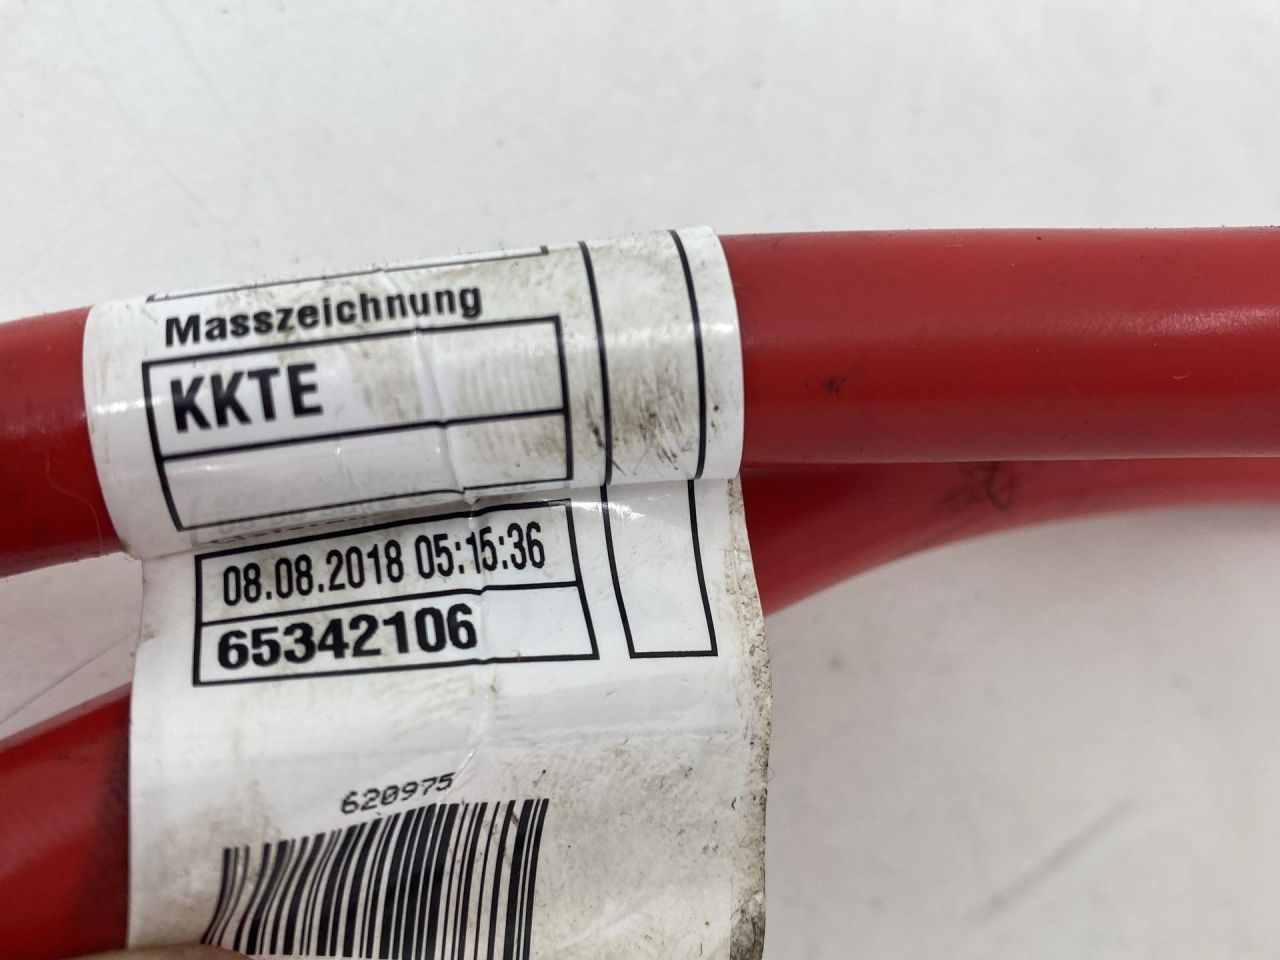 Masszeichnung
KKTE
08.08.2018 05:15:36
65342106
620975